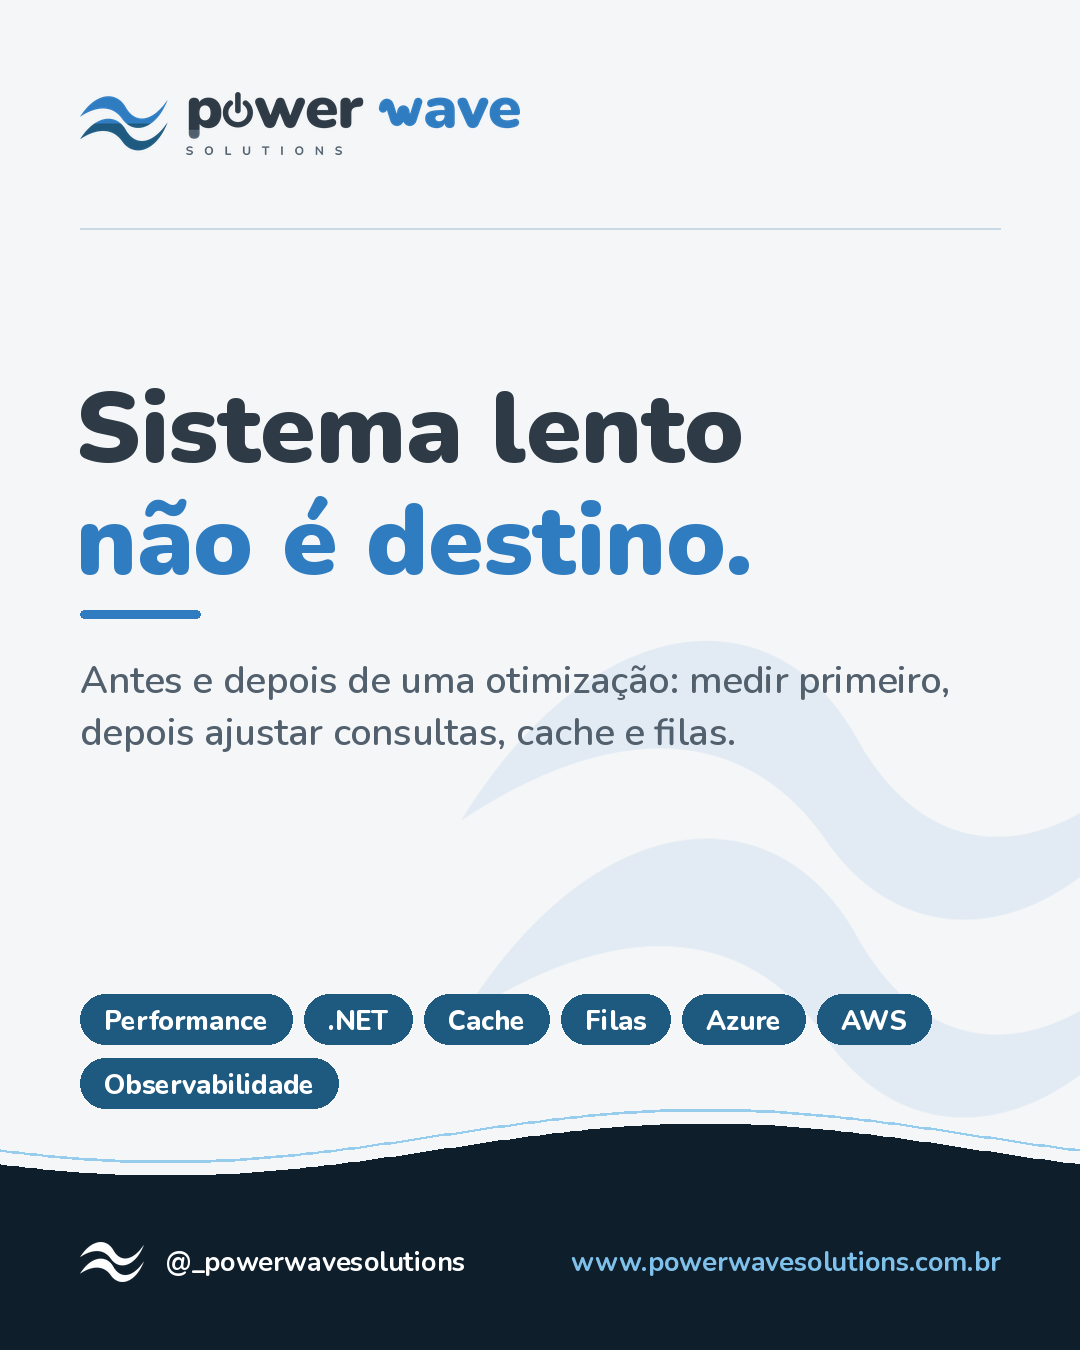 power wave
SOLUTIONS
Sistema lento
não é destino.
Antes e depois de uma otimização: medir primeiro,
depois ajustar consultas, cache e filas.
Performance .NET Cache Filas Azure AWS
Observabilidade
@_powerwavesolutions www.powerwavesolutions.com.br